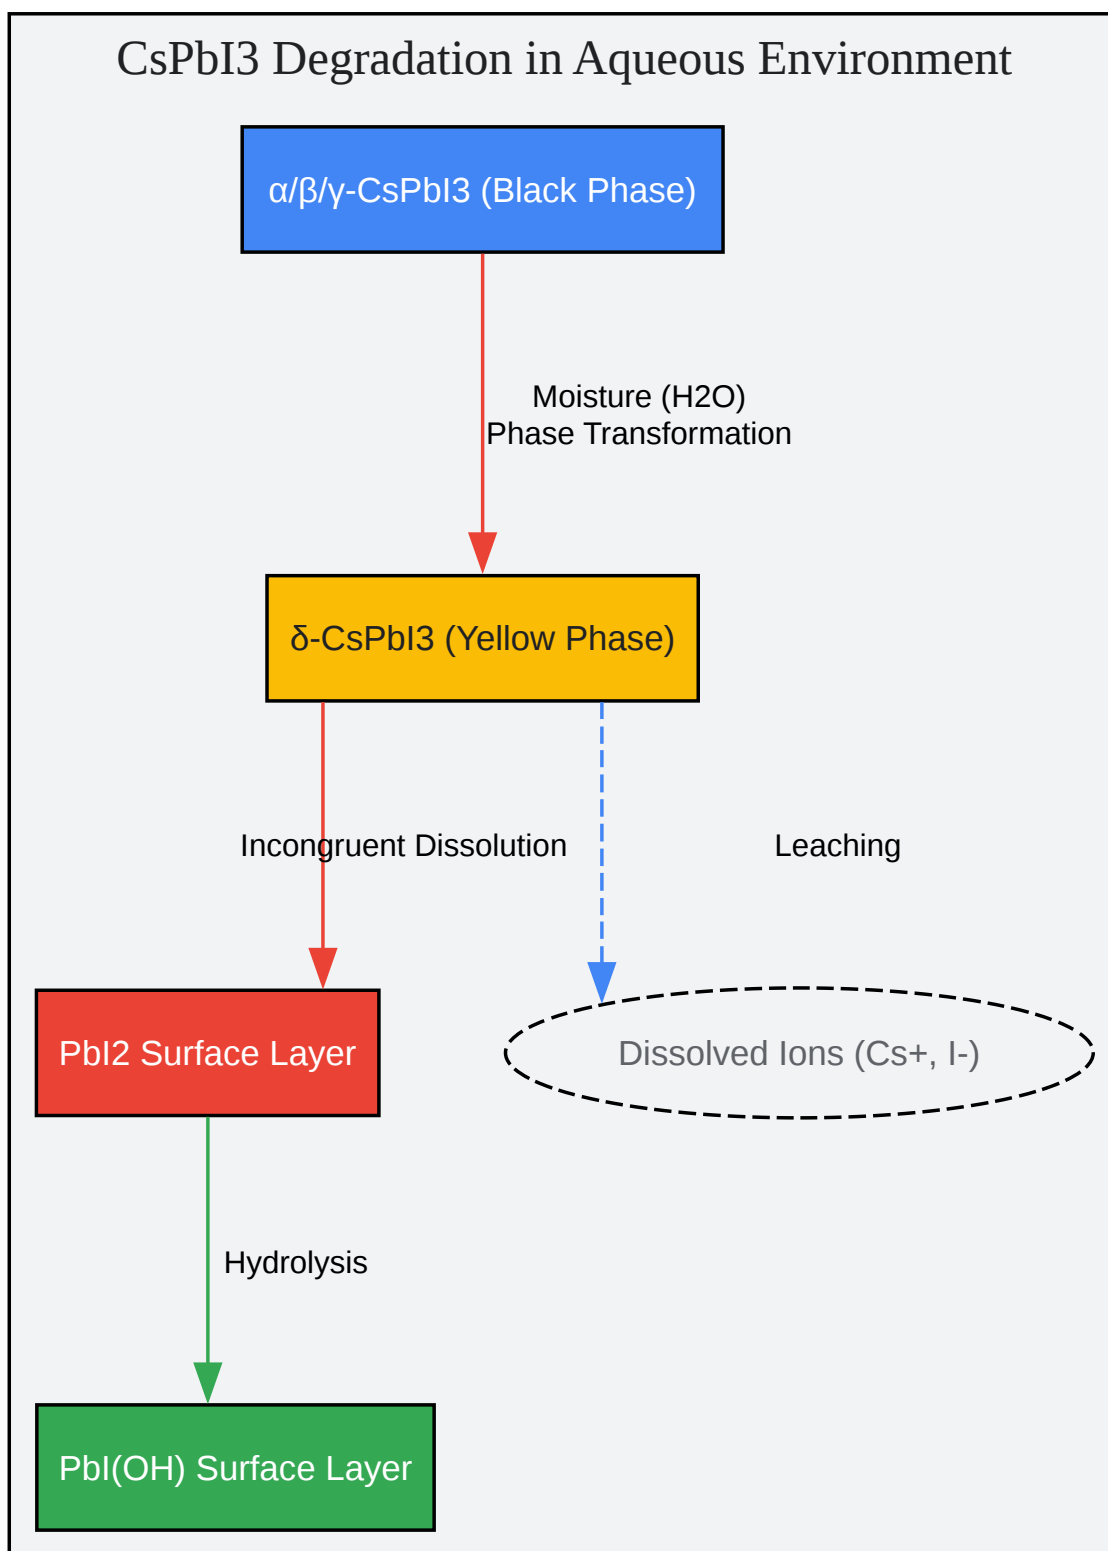 CsPbI3 Degradation in Aqueous Environment
α/β/γ-CsPbI3 (Black Phase)
Moisture (H2O)
Phase Transformation
δ-CsPbI3 (Yellow Phase)
Incongruent Dissolution
Leaching
PbI2 Surface Layer
Dissolved Ions (Cs+, I-)
Hydrolysis
PbI(OH) Surface Layer